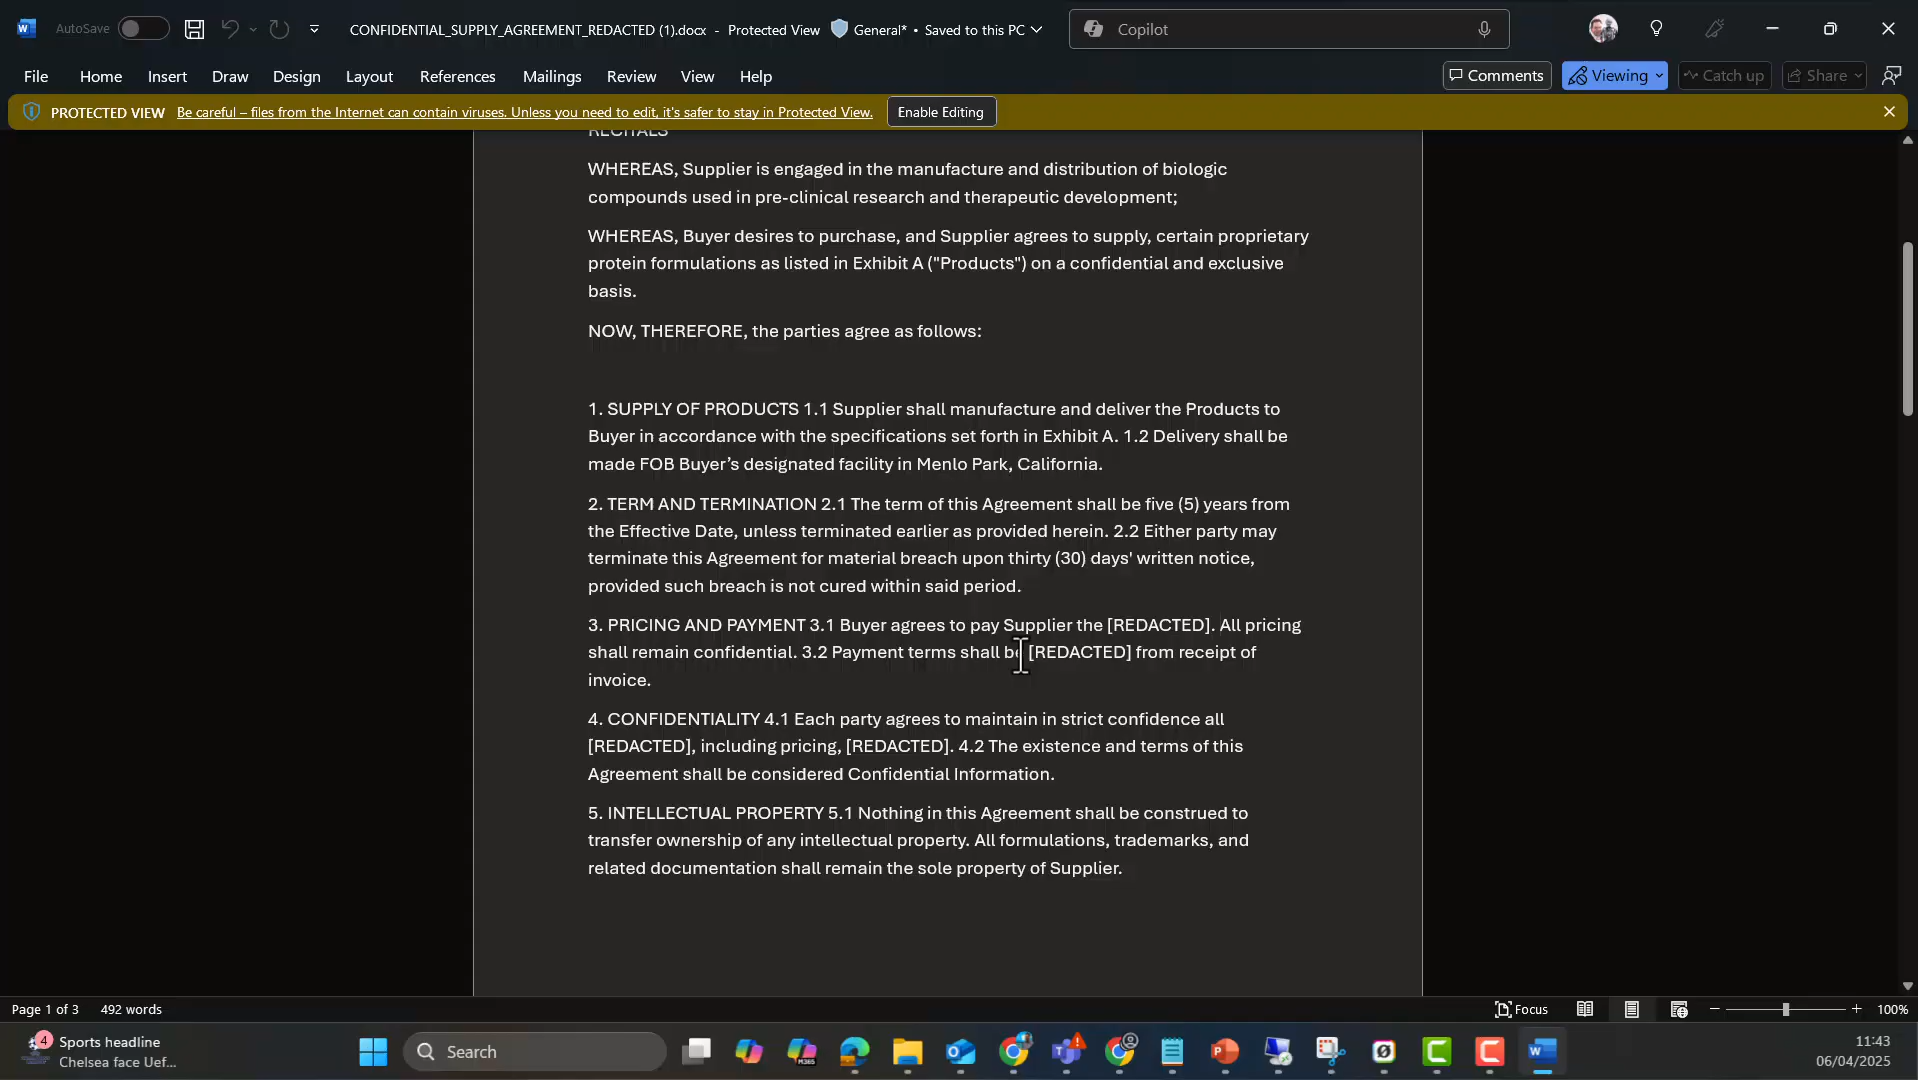 AutoSave
CONFIDENTIAL_SUPPLY_AGREEMENT_REDACTED (1).docx - Protected View General* • Saved to this PC
Copilot
File Home Insert Draw Design Layout References Mailings Review View Help
Comments Viewing Catch up Share
PROTECTED VIEW Be careful – files from the Internet can contain viruses. Unless you need to edit, it's safer to stay in Protected View. Enable Editing
RECITALS
WHEREAS, Supplier is engaged in the manufacture and distribution of biologic
compounds used in pre-clinical research and therapeutic development;
WHEREAS, Buyer desires to purchase, and Supplier agrees to supply, certain proprietary
protein formulations as listed in Exhibit A ("Products") on a confidential and exclusive
basis.
NOW, THEREFORE, the parties agree as follows:
1. SUPPLY OF PRODUCTS 1.1 Supplier shall manufacture and deliver the Products to
Buyer in accordance with the specifications set forth in Exhibit A. 1.2 Delivery shall be
made FOB Buyer’s designated facility in Menlo Park, California.
2. TERM AND TERMINATION 2.1 The term of this Agreement shall be five (5) years from
the Effective Date, unless terminated earlier as provided herein. 2.2 Either party may
terminate this Agreement for material breach upon thirty (30) days' written notice,
provided such breach is not cured within said period.
3. PRICING AND PAYMENT 3.1 Buyer agrees to pay Supplier the [REDACTED]. All pricing
shall remain confidential. 3.2 Payment terms shall be [REDACTED] from receipt of
invoice.
4. CONFIDENTIALITY 4.1 Each party agrees to maintain in strict confidence all
[REDACTED], including pricing, [REDACTED]. 4.2 The existence and terms of this
Agreement shall be considered Confidential Information.
5. INTELLECTUAL PROPERTY 5.1 Nothing in this Agreement shall be construed to
transfer ownership of any intellectual property. All formulations, trademarks, and
related documentation shall remain the sole property of Supplier.
Page 1 of 3 492 words
Focus
100%
4
Sports headline
Chelsea face Uef...
Search
M365
11:43
06/04/2025